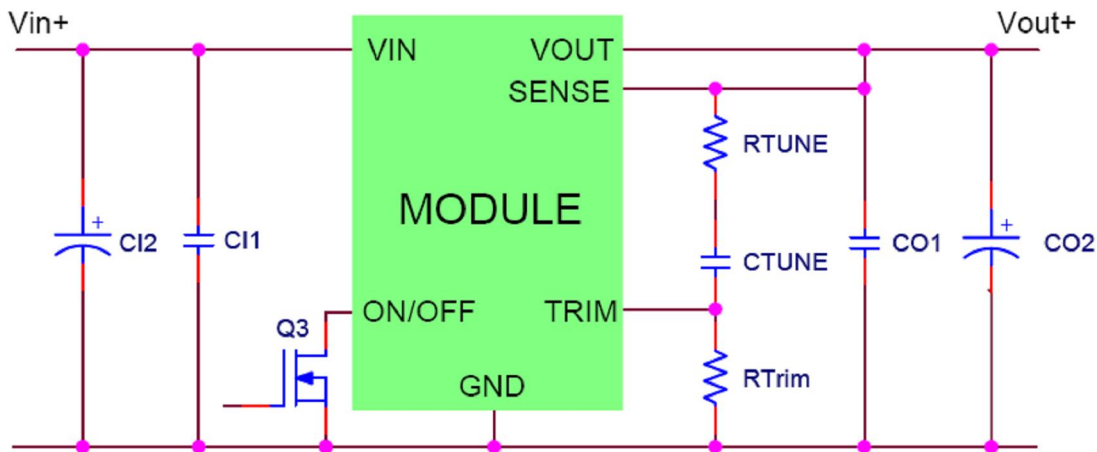 Vin+
Vout+
VIN
VOUT
SENSE
RTUNE
MODULE
+
CI2
CI1
CTUNE
CO1
+
CO2
ON/OFF
TRIM
Q3
RTrim
GND